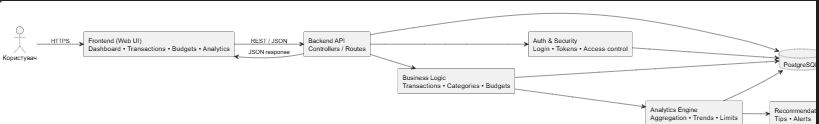 Користувач
HTTPS
Frontend (Web UI)
Dashboard • Transactions • Budgets • Analytics
REST / JSON
JSON response
Backend API
Controllers / Routes
Auth & Security
Login • Tokens • Access control
Business Logic
Transactions • Categories • Budgets
PostgreSQ
Analytics Engine
Aggregation • Trends • Limits
Recommendat
Tips • Alerts